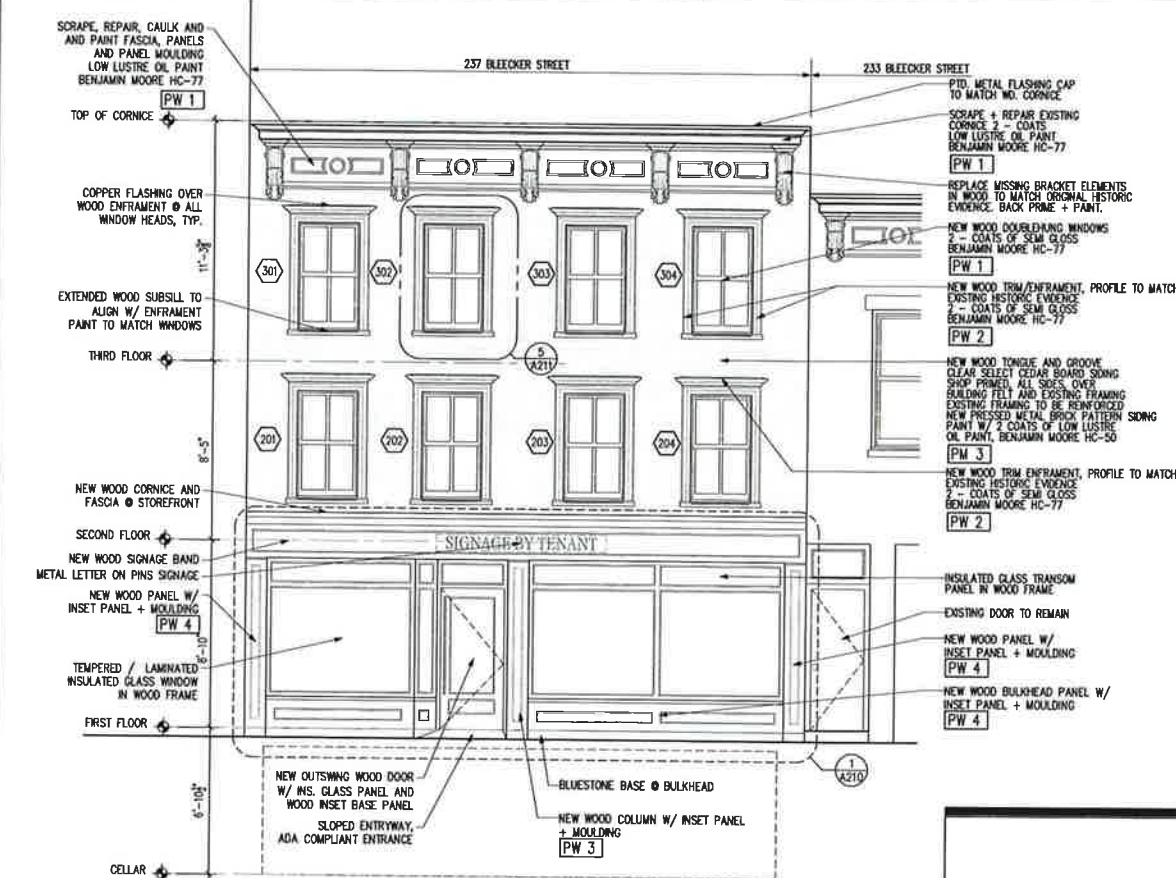 SCRAPE, REPAIR, CAULK AND
AND PAINT FASCIA, PANELS
AND PANEL MOULDING
LOW LUSTRE OIL PAINT
BENJAMIN MOORE HC-77
PW 1
TOP OF CORNICE
COPPER FLASHING OVER
WOOD ENFRAMENT @ ALL
WINDOW HEADS, TYP.
11'-3 3/8"
EXTENDED WOOD SUBSILL TO
ALIGN W/ ENFRAMENT
PAINT TO MATCH WINDOWS
THIRD FLOOR
8'-5"
NEW WOOD CORNICE AND
FASCIA @ STOREFRONT
SECOND FLOOR
NEW WOOD SIGNAGE BAND
METAL LETTER ON PINS SIGNAGE
NEW WOOD PANEL W/
INSET PANEL + MOULDING
PW 4
8'-10"
TEMPERED / LAMINATED
INSULATED GLASS WINDOW
IN WOOD FRAME
FIRST FLOOR
CELLAR
237 BLEECKER STREET
233 BLEECKER STREET
301
302
303
304
5
A211
201
202
203
204
SIGNAGE BY TENANT
NEW OUTSWING WOOD DOOR
W/ INS. GLASS PANEL AND
WOOD INSET BASE PANEL
SLOPED ENTRYWAY,
ADA COMPLIANT ENTRANCE
BLUESTONE BASE @ BULKHEAD
NEW WOOD COLUMN W/ INSET PANEL
+ MOULDING
PW 3
1
A210
PTD. METAL FLASHING CAP
TO MATCH WD. CORNICE
SCRAPE + REPAIR EXISTING
CORNICE 2 - COATS
LOW LUSTRE OIL PAINT
BENJAMIN MOORE HC-77
PW 1
REPLACE MISSING BRACKET ELEMENTS
IN WOOD TO MATCH ORIGINAL HISTORIC
EVIDENCE. BACK PRIME + PAINT.
NEW WOOD DOUBLEHUNG WINDOWS
2 - COATS OF SEMI GLOSS
BENJAMIN MOORE HC-77
PW 1
NEW WOOD TRIM/ENFRAMENT, PROFILE TO MATCH
EXISTING HISTORIC EVIDENCE
2 - COATS OF SEMI GLOSS
BENJAMIN MOORE HC-77
PW 2
NEW WOOD TONGUE AND GROOVE
CLEAR SELECT CEDAR BOARD SIDING
SHOP PRIMED, ALL SIDES, OVER
BUILDING FELT AND EXISTING FRAMING
EXISTING FRAMING TO BE REINFORCED
NEW PRESSED METAL BRICK PATTERN SIDING
PAINT W/ 2 COATS OF LOW LUSTRE
OIL PAINT, BENJAMIN MOORE HC-50
PM 3
NEW WOOD TRIM ENFRAMENT, PROFILE TO MATCH
EXISTING HISTORIC EVIDENCE
2 - COATS OF SEMI GLOSS
BENJAMIN MOORE HC-77
PW 2
INSULATED GLASS TRANSOM
PANEL IN WOOD FRAME
EXISTING DOOR TO REMAIN
NEW WOOD PANEL W/
INSET PANEL + MOULDING
PW 4
NEW WOOD BULKHEAD PANEL W/
INSET PANEL + MOULDING
PW 4